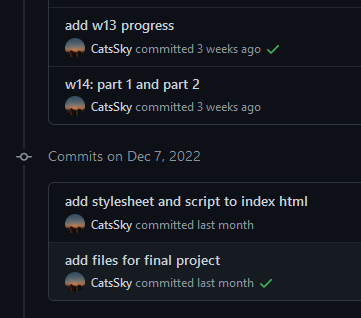 add w13 progress
CatsSky committed 3 weeks ago
w14: part 1 and part 2
CatsSky committed 3 weeks ago
Commits on Dec 7, 2022
add stylesheet and script to index html
CatsSky committed last month
add files for final project
CatsSky committed last month